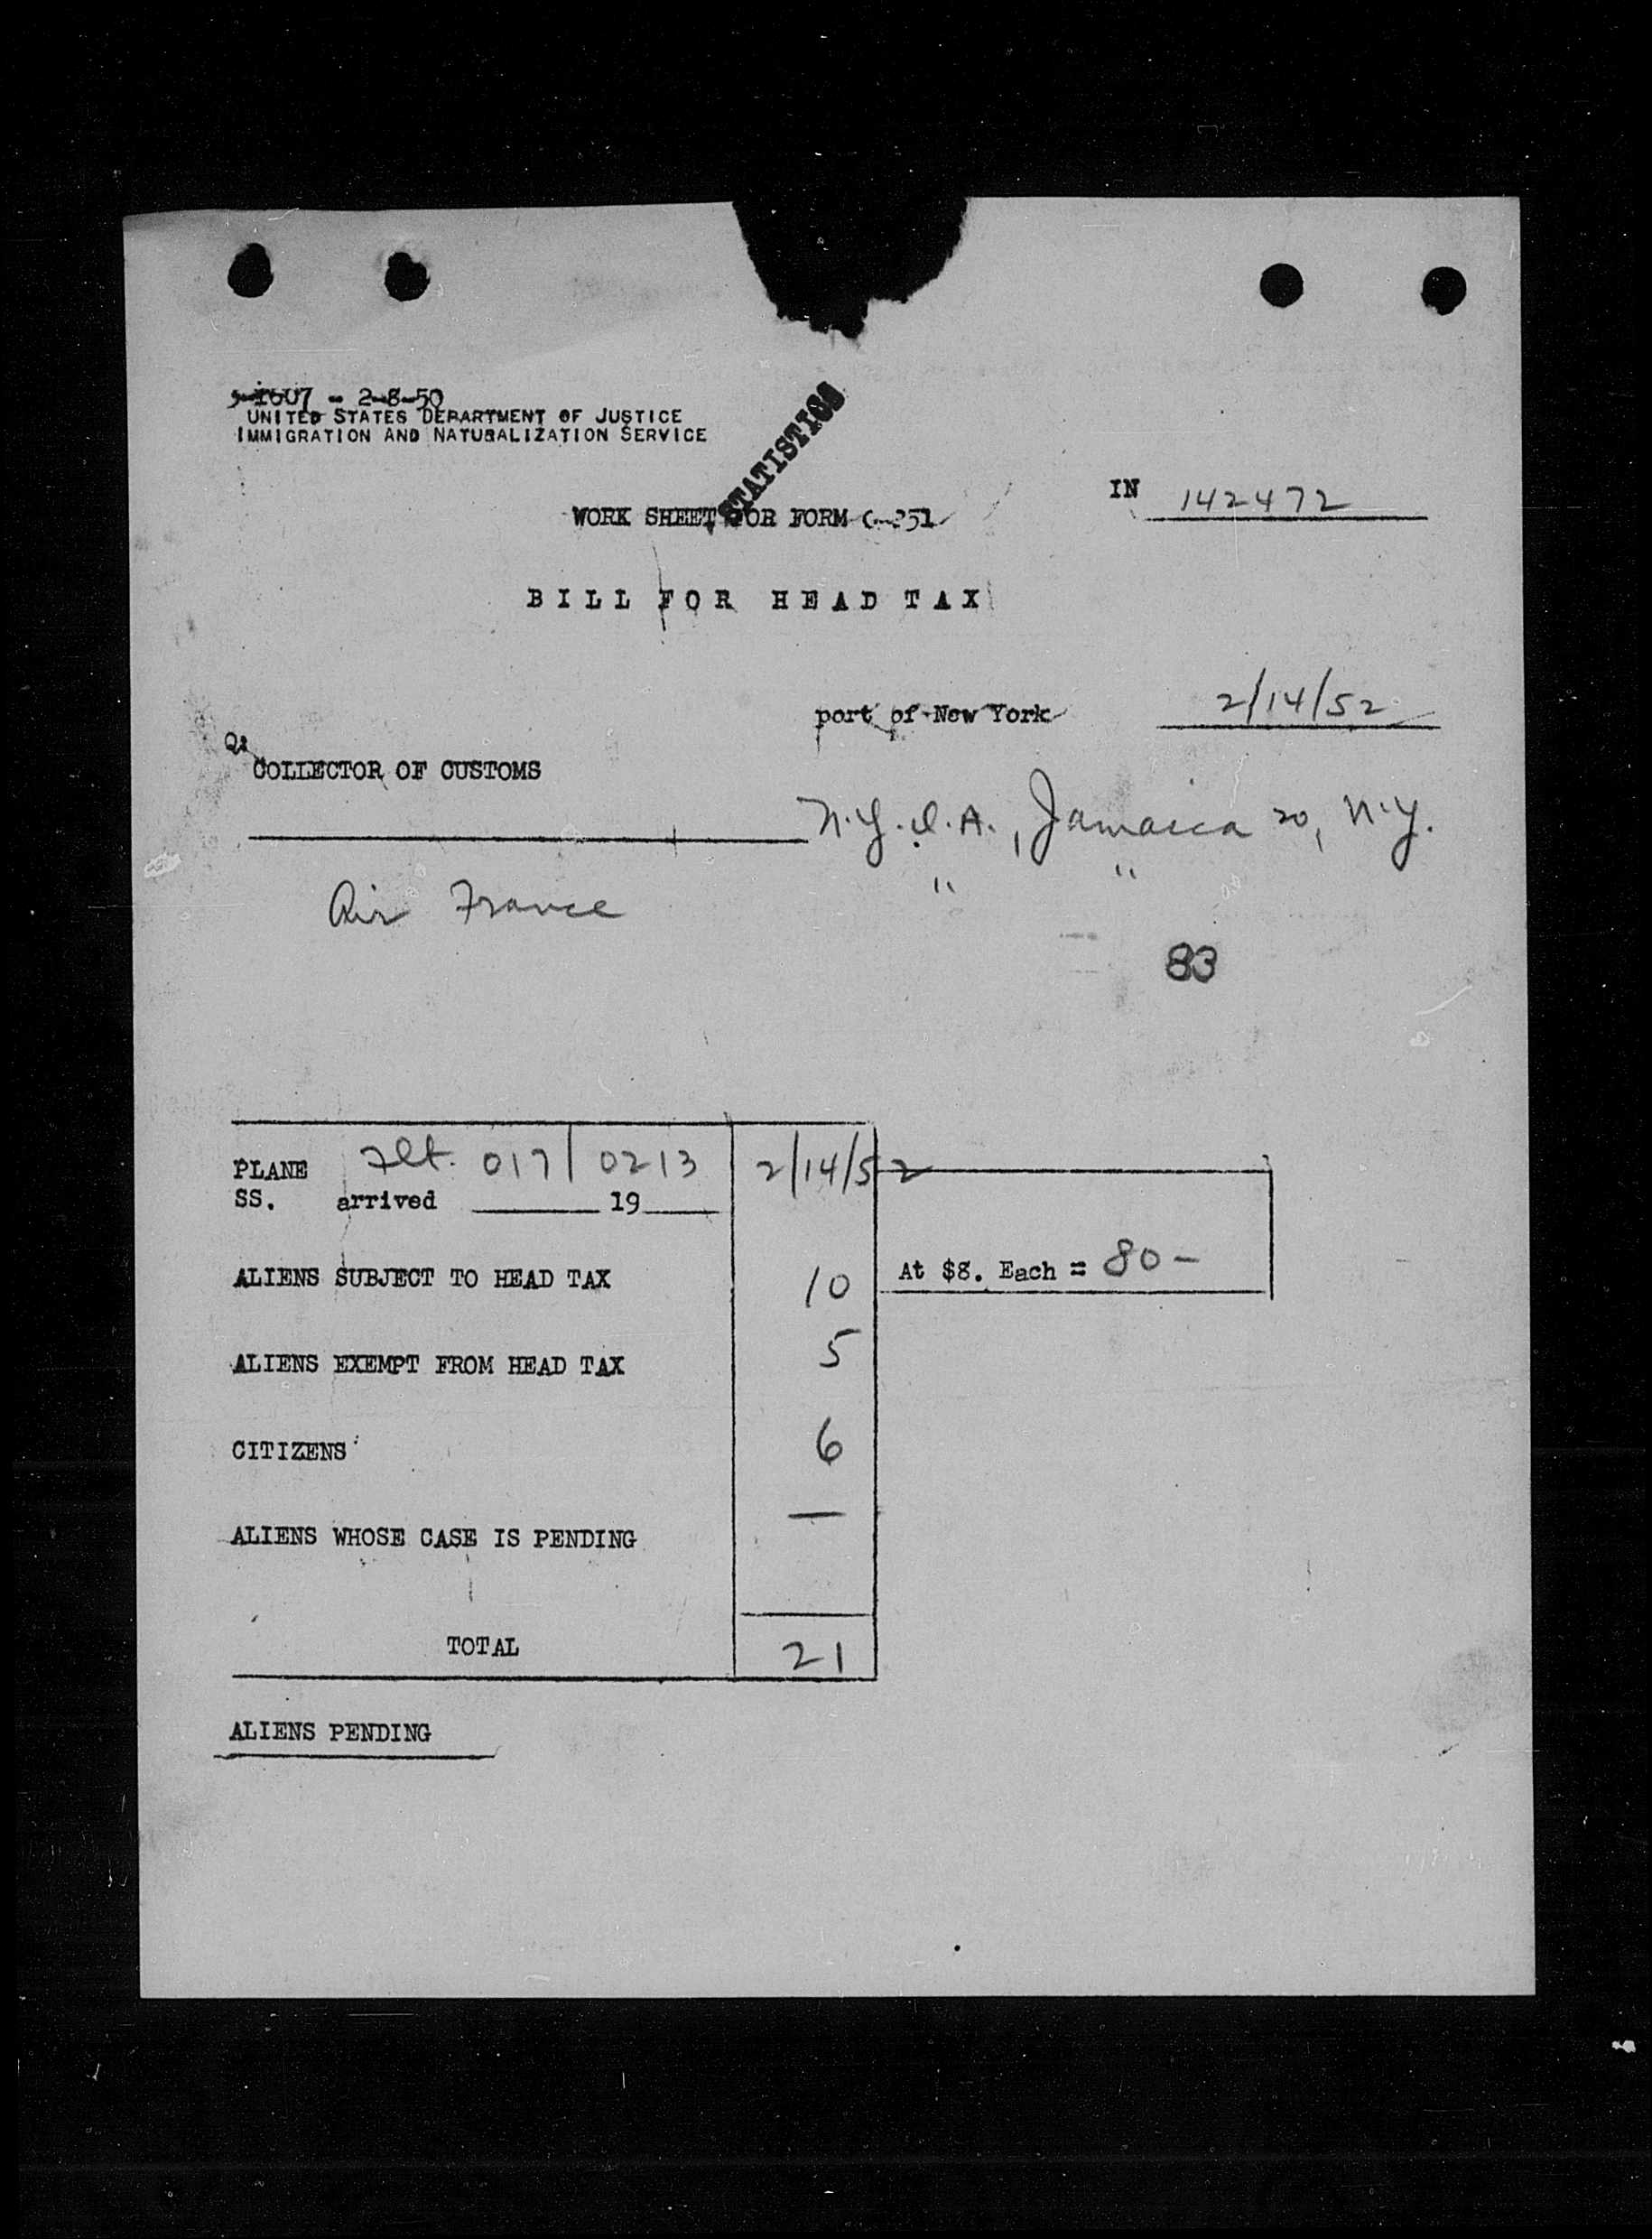 -1607 - 2-8-50
UNITED STATES DEPARTMENT OF JUSTICE
IMMIGRATION AND NATURALIZATION SERVICE
STATISTICS
IN 142472
WORK SHEET FOR FORM G-251
BILL FOR HEAD TAX
port of New York 2/14/52
COLLECTOR OF CUSTOMS
N.Y.I.A., Jamaica 20, N.Y.
Air France " "
83
PLANE Flt. 017/0213 2/14/52
SS. arrived 19
ALIENS SUBJECT TO HEAD TAX 10 At $8. Each = 80-
ALIENS EXEMPT FROM HEAD TAX 5
CITIZENS 6
ALIENS WHOSE CASE IS PENDING —
TOTAL 21
ALIENS PENDING